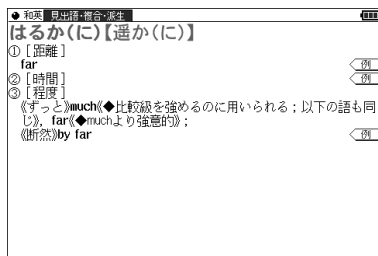 和英 見出語·複合·派生
はるか(に)【遥か(に)】
①［距離］
far
例
②［時間］
例
③［程度］
《ずっと》much《◆比較級を強めるのに用いられる；以下の語も同
じ》，far《◆muchより強意的》；
《断然》by far
例